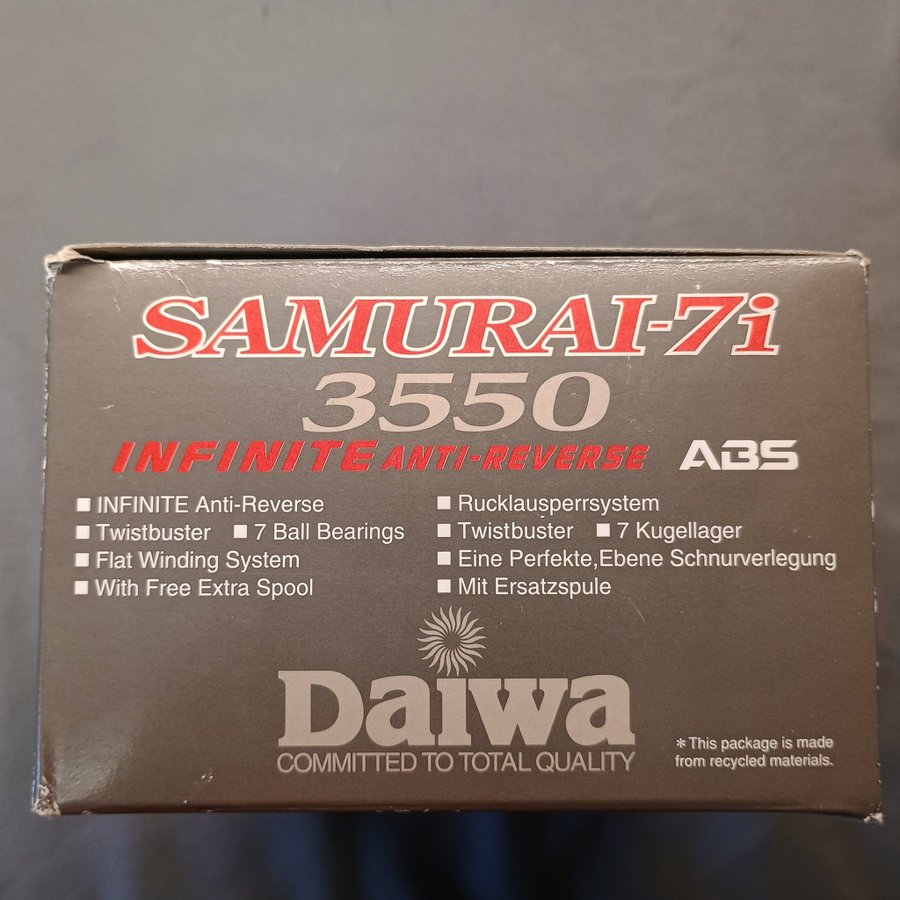 SAMURAI-7i
3550
INFINITE ANTI-REVERSE ABS
■ INFINITE Anti-Reverse
■ Twistbuster ■ 7 Ball Bearings
■ Flat Winding System
■ With Free Extra Spool
■ Rucklausperrsystem
■ Twistbuster ■ 7 Kugellager
■ Eine Perfekte,Ebene Schnurverlegung
■ Mit Ersatzspule
Daiwa
COMMITTED TO TOTAL QUALITY
*This package is made
from recycled materials.